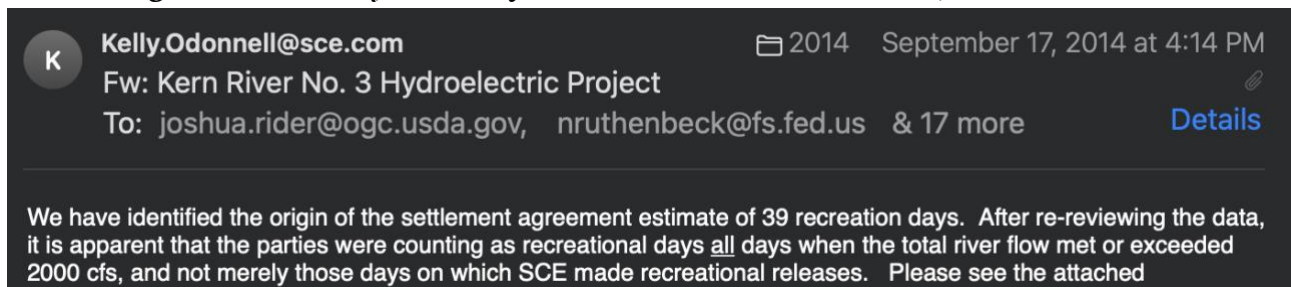 K
Kelly.Odonnell@sce.com 2014 September 17, 2014 at 4:14 PM
Fw: Kern River No. 3 Hydroelectric Project
To: joshua.rider@ogc.usda.gov, nruthenbeck@fs.fed.us & 17 more Details
We have identified the origin of the settlement agreement estimate of 39 recreation days. After re-reviewing the data,
it is apparent that the parties were counting as recreational days all days when the total river flow met or exceeded
2000 cfs, and not merely those days on which SCE made recreational releases. Please see the attached